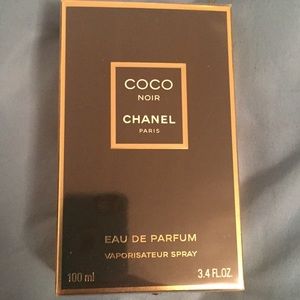 COCO
NOIR
CHANEL
PARIS
EAU DE PARFUM
VAPORISATEUR SPRAY
100 ml 3.4 FL.OZ.